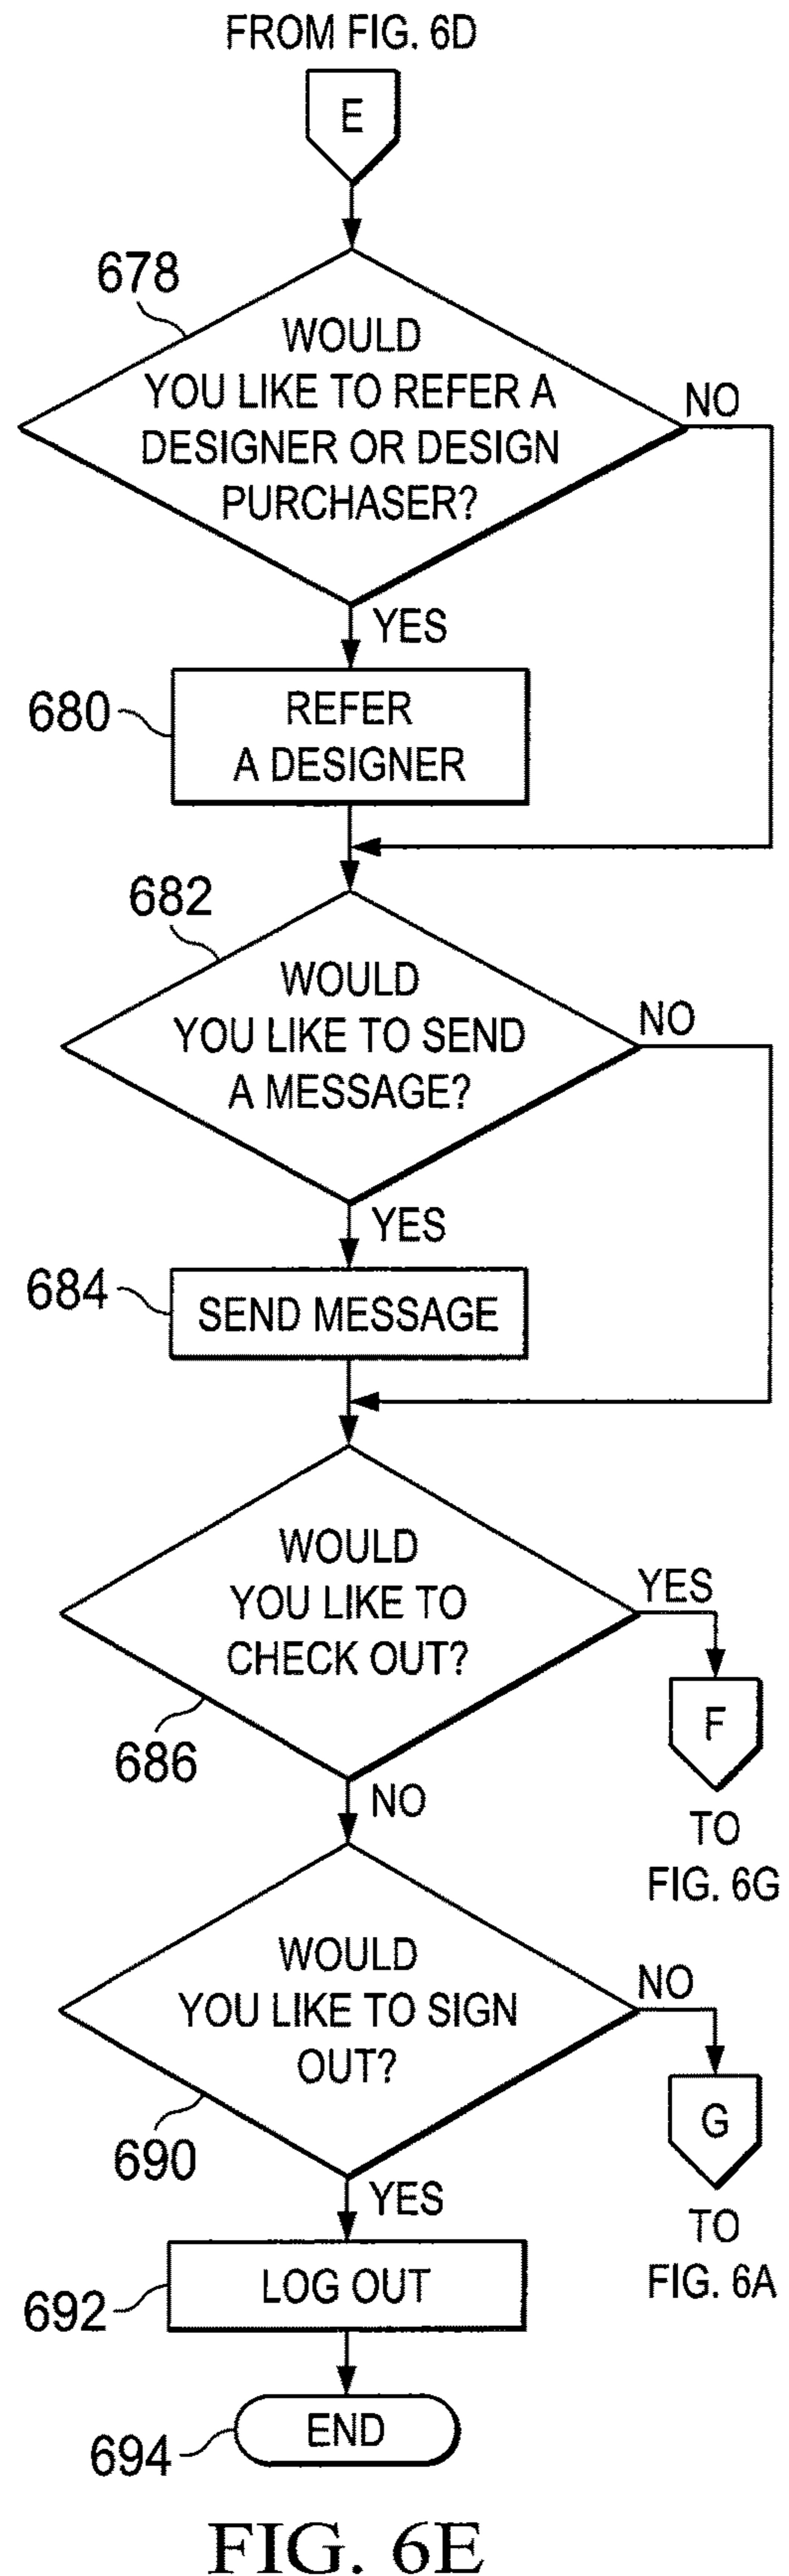 FROM FIG. 6D
E
678
WOULD
YOU LIKE TO REFER A
DESIGNER OR DESIGN
PURCHASER?
NO
YES
680
REFER
A DESIGNER
682
WOULD
YOU LIKE TO SEND
A MESSAGE?
NO
YES
684
SEND MESSAGE
WOULD
YOU LIKE TO
CHECK OUT?
YES
686
F
NO
TO
FIG. 6G
WOULD
YOU LIKE TO SIGN
OUT?
NO
690
G
YES
TO
FIG. 6A
692
LOG OUT
694
END
FIG. 6E